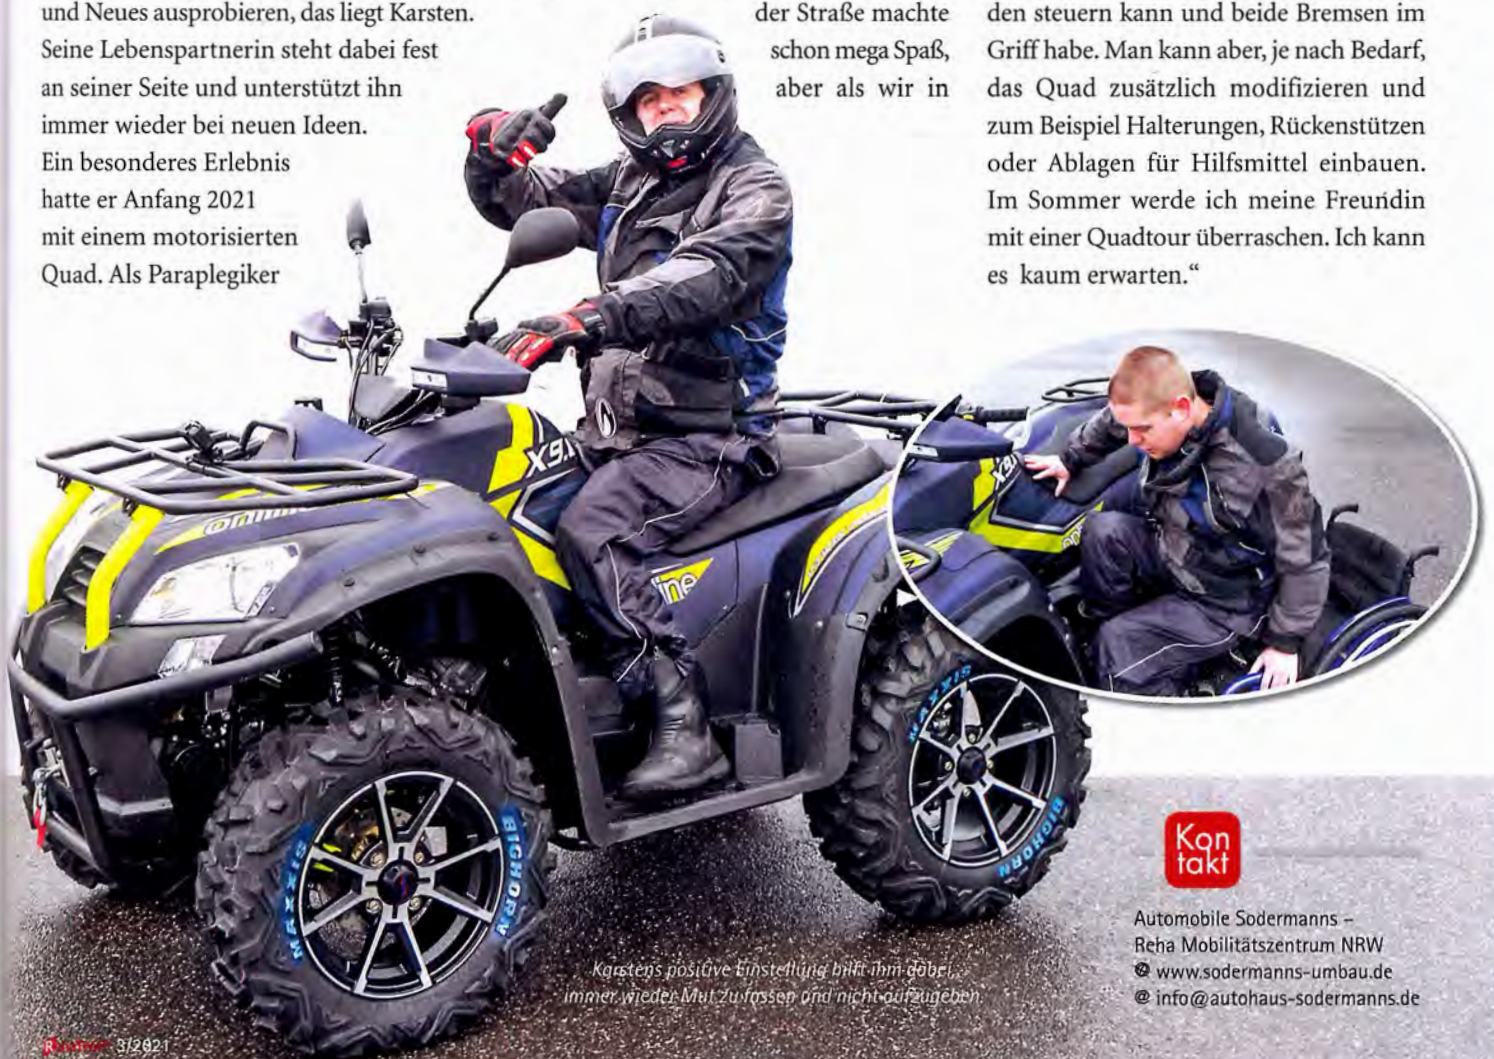 und Neues ausprobieren, das liegt Karsten.
Seine Lebenspartnerin steht dabei fest
an seiner Seite und unterstützt ihn
immer wieder bei neuen Ideen.
Ein besonderes Erlebnis
hatte er Anfang 2021
mit einem motorisierten
Quad. Als Paraplegiker
der Straße machte
schon mega Spaß,
aber als wir in
den steuern kann und beide Bremsen im
Griff habe. Man kann aber, je nach Bedarf,
das Quad zusätzlich modifizieren und
zum Beispiel Halterungen, Rückenstützen
oder Ablagen für Hilfsmittel einbauen.
Im Sommer werde ich meine Freundin
mit einer Quadtour überraschen. Ich kann
es kaum erwarten.“
X9.
online
line
X9.
MAXXIS
BIGHORN
MAXXIS
BIGHORN
Kon
takt
Automobile Sodermanns –
Reha Mobilitätszentrum NRW
@ www.sodermanns-umbau.de
@ info@autohaus-sodermanns.de
Karstens positive Einstellung hilft ihm dabei,
immer wieder Mut zu fassen und nicht aufzugeben.
3/2021